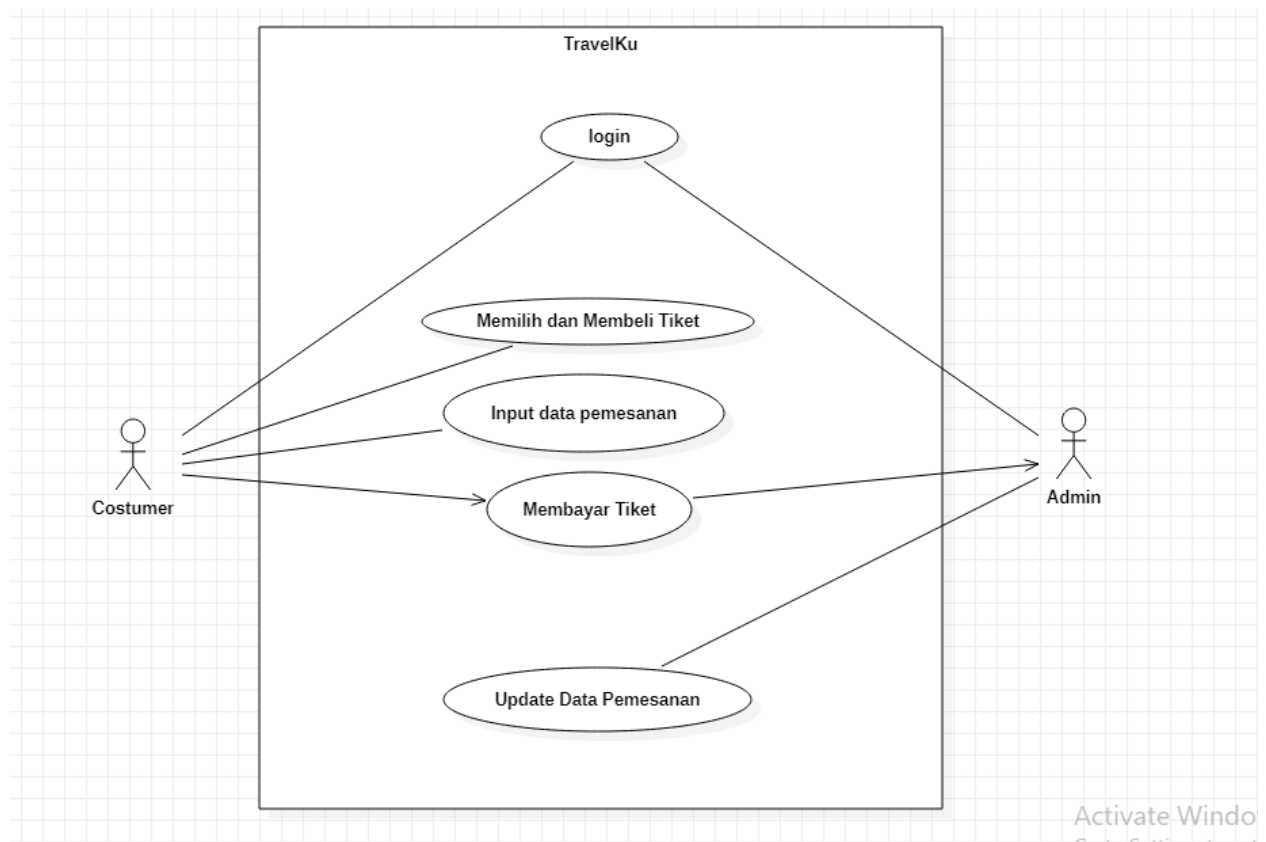 TravelKu
login
Memilih dan Membeli Tiket
Input data pemesanan
Membayar Tiket
Costumer
Admin
Update Data Pemesanan
Activate Windo